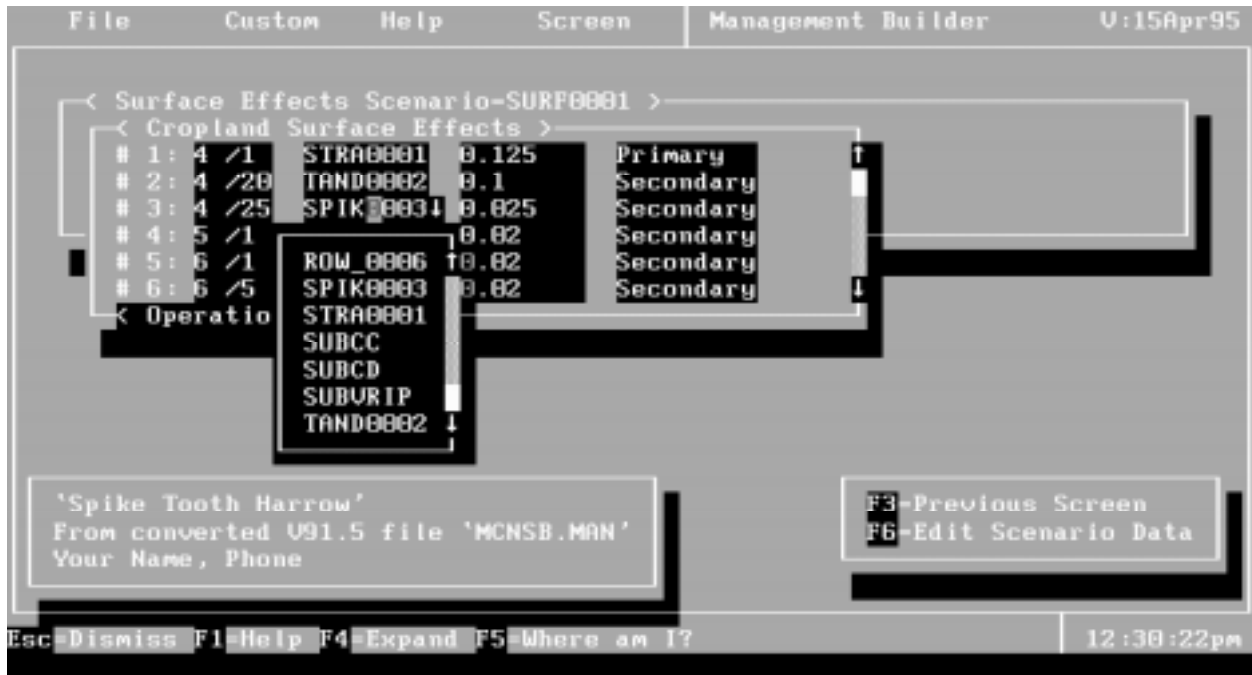 File Custom Help Screen Management Builder V:15Apr95
< Surface Effects Scenario-SURF0001 >
< Cropland Surface Effects >
# 1: 4 /1 STRA0001 0.125 Primary ↑
# 2: 4 /20 TAND0002 0.1 Secondary
# 3: 4 /25 SPIK0003↓ 0.025 Secondary
# 4: 5 /1 0.02 Secondary
# 5: 6 /1 ROW_0006 ↑0.02 Secondary
# 6: 6 /5 SPIK0003 0.02 Secondary ↓
< Operatio STRA0001
SUBCC
SUBCD
SUBVRIP
TAND0002 ↓
`Spike Tooth Harrow'
From converted V91.5 file `MCNSB.MAN'
Your Name, Phone
F3-Previous Screen
F6-Edit Scenario Data
Esc=Dismiss F1=Help F4=Expand F5=Where am I? 12:30:22pm